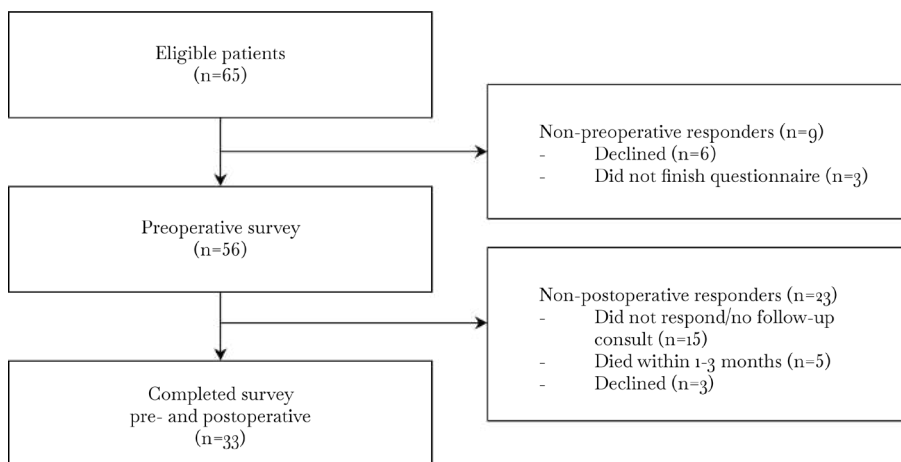 Eligible patients
(n=65)
Non-preoperative responders (n=9)
- Declined (n=6)
- Did not finish questionnaire (n=3)
Preoperative survey
(n=56)
Non-postoperative responders (n=23)
- Did not respond/no follow-up
consult (n=15)
- Died within 1-3 months (n=5)
- Declined (n=3)
Completed survey
pre- and postoperative
(n=33)